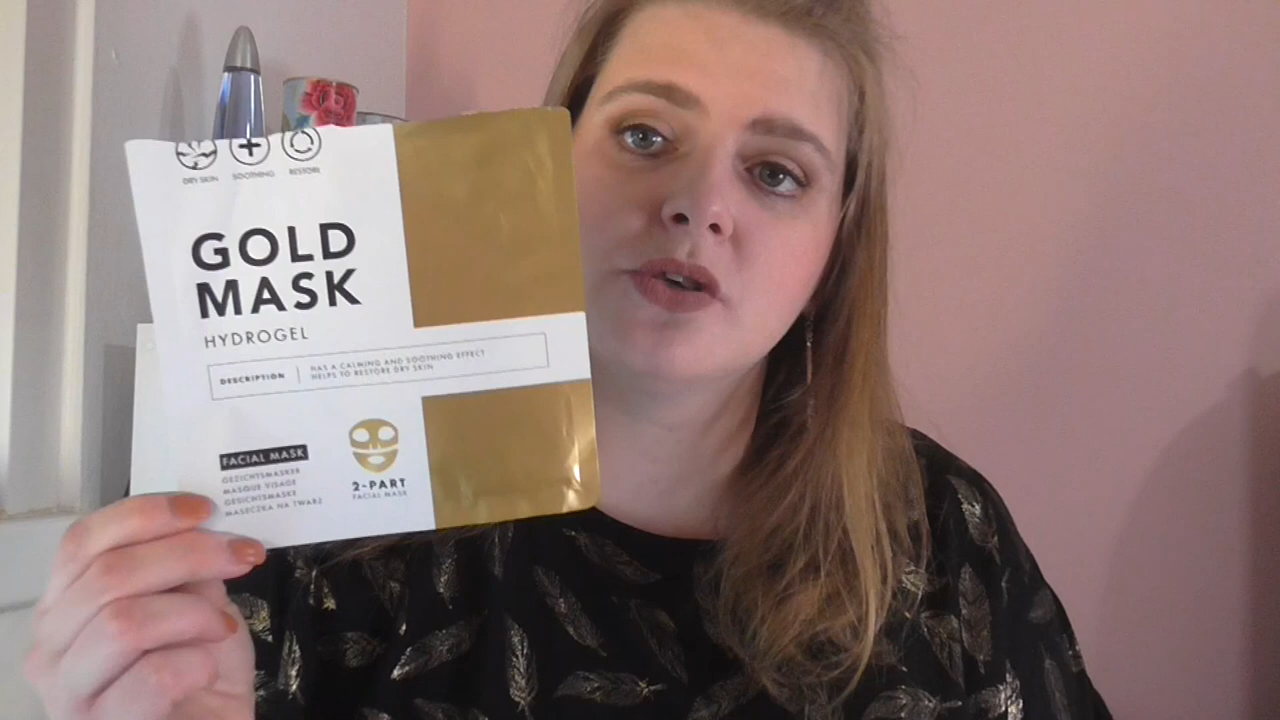 DRY SKIN SOOTHING RESTORE
GOLD
MASK
HYDROGEL
DESCRIPTION
HAS A CALMING AND SOOTHING EFFECT
HELPS TO RESTORE DRY SKIN
FACIAL MASK
GEZICHTSMASKER
MASQUE VISAGE
GESICHTSMASKE
MASECZKA NA TWARZ
2-PART
FACIAL MASK